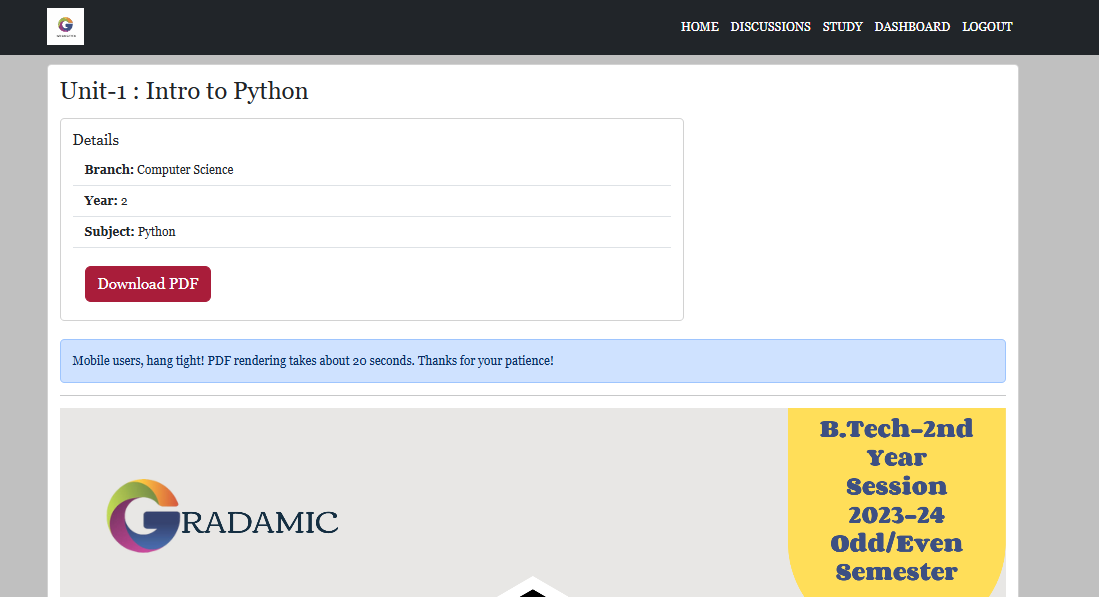 HOME DISCUSSIONS STUDY DASHBOARD LOGOUT
Unit-1 : Intro to Python
Details
Branch: Computer Science
Year: 2
Subject: Python
Download PDF
Mobile users, hang tight! PDF rendering takes about 20 seconds. Thanks for your patience!
GRADAMIC
B.Tech-2nd
Year
Session
2023-24
Odd/Even
Semester